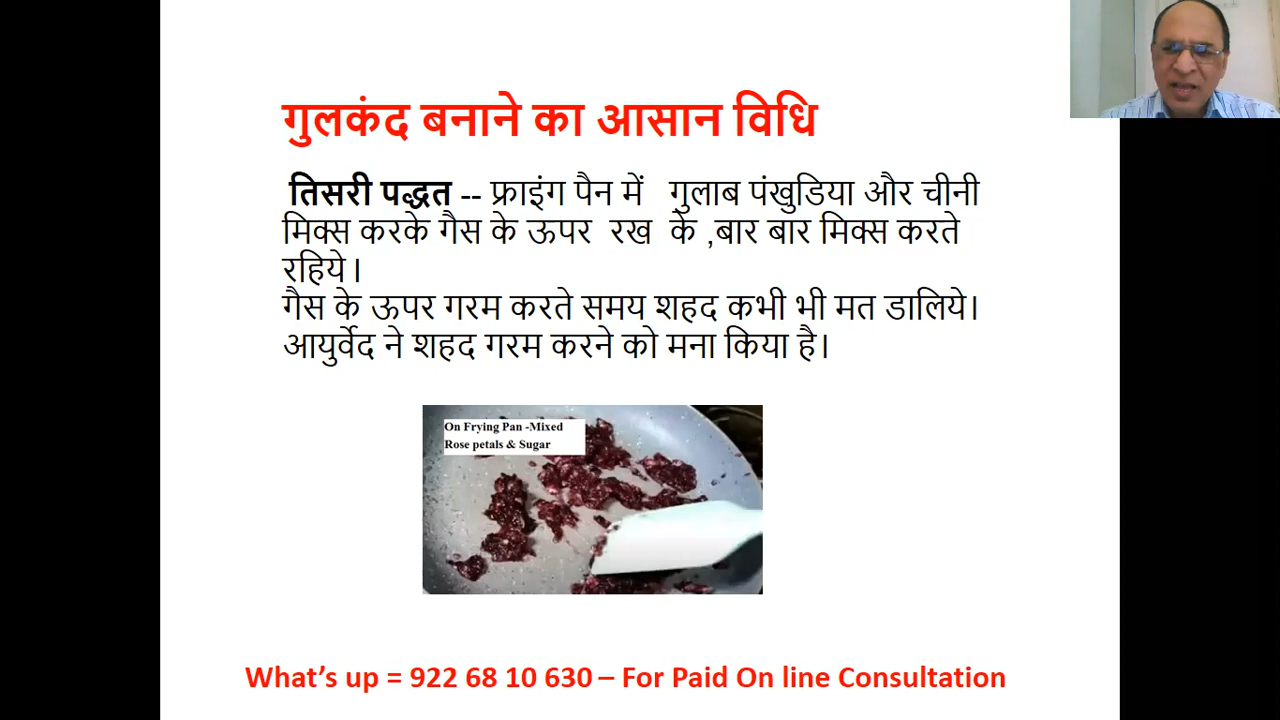 गुलकंद बनाने का आसान विधि
तिसरी पद्धत -- फ्राइंग पैन में गुलाब पंखुडिया और चीनी
मिक्स करके गैस के ऊपर रख के ,बार बार मिक्स करते
रहिये।
गैस के ऊपर गरम करते समय शहद कभी भी मत डालिये।
आयुर्वेद ने शहद गरम करने को मना किया है।
On Frying Pan -Mixed
Rose petals & Sugar
What’s up = 922 68 10 630 – For Paid On line Consultation